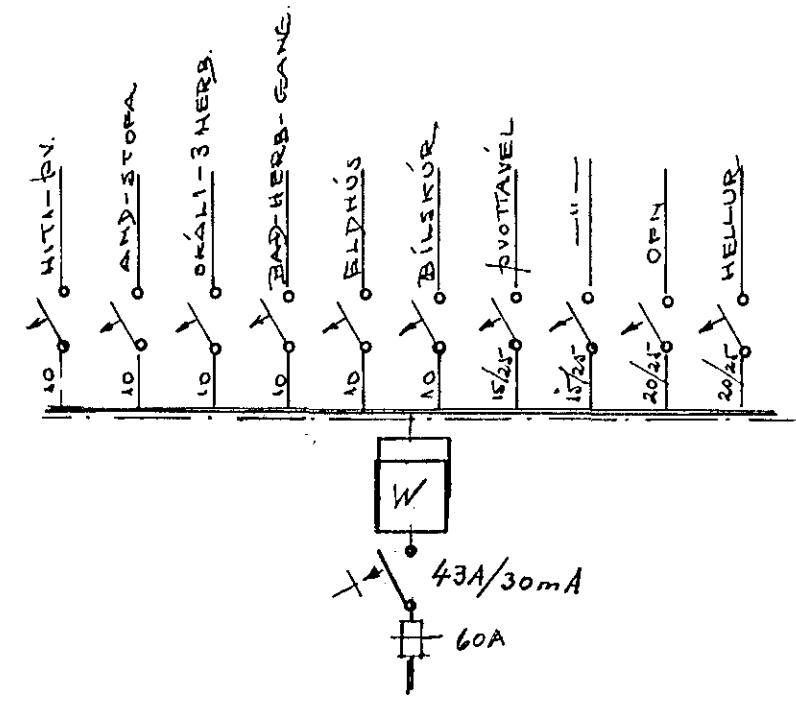 HITI-ÞV.
AND-STOFA
SKÁLI-3 HERB.
BAÐ-HERB-GANG.
ELDHÚS
BÍLSKÚR
ÞVOTTAVÉL
— " —
OFN
HELLUR
10
10
10
10
10
10
15/25
15/25
20/25
20/25
W
43A/30mA
60A